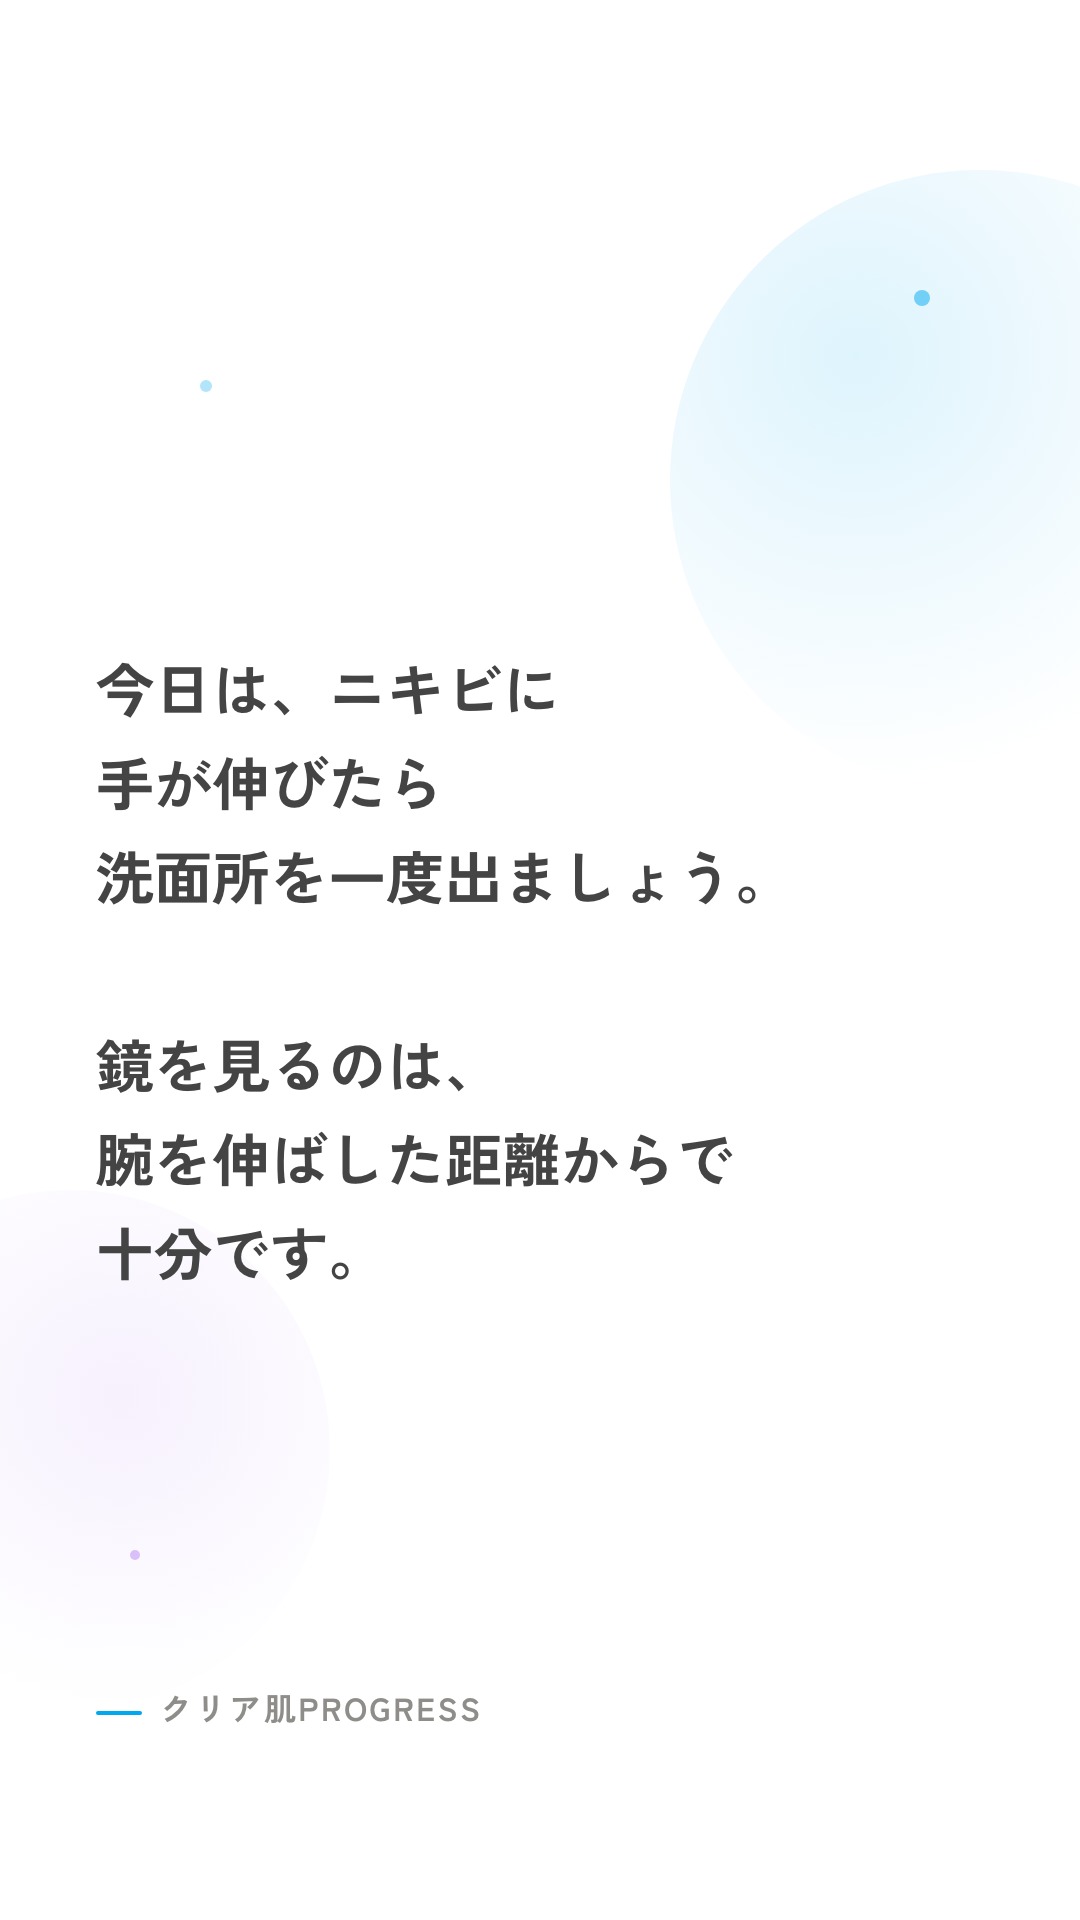 今日は、ニキビに
手が伸びたら
洗面所を一度出ましょう。
鏡を見るのは、
腕を伸ばした距離からで
十分です。
クリア肌PROGRESS